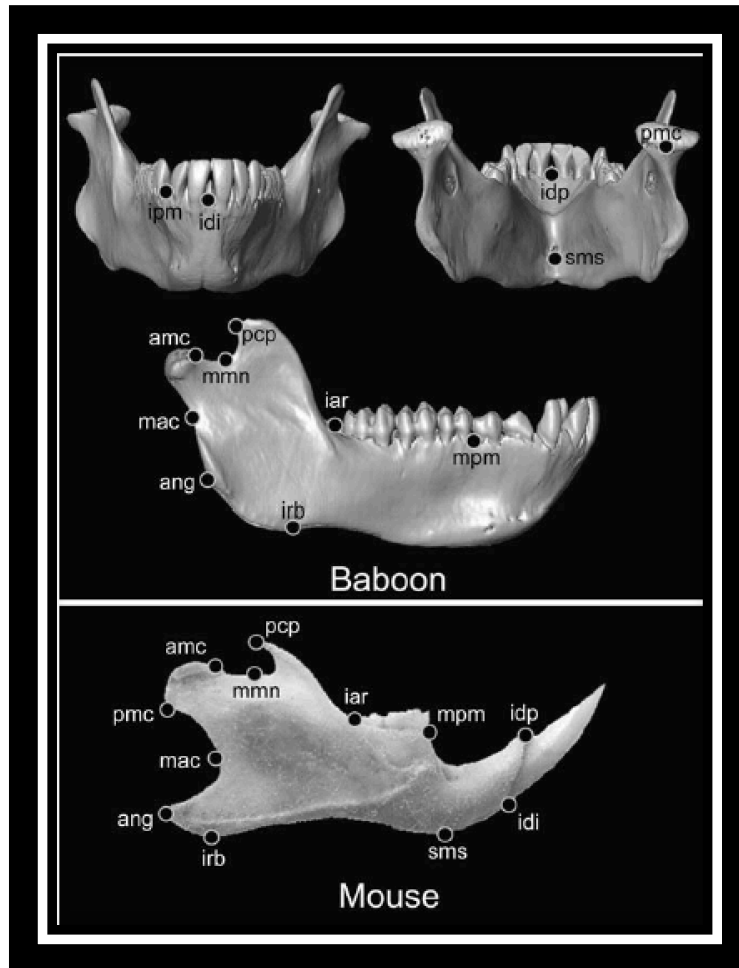 pmc
idp
ipm
idi
sms
amc
pcp
mmn
iar
mac
mpm
ang
irb
Baboon
pcp
amc
mmn
iar
mpm
idp
pmc
mac
ang
idi
irb
sms
Mouse